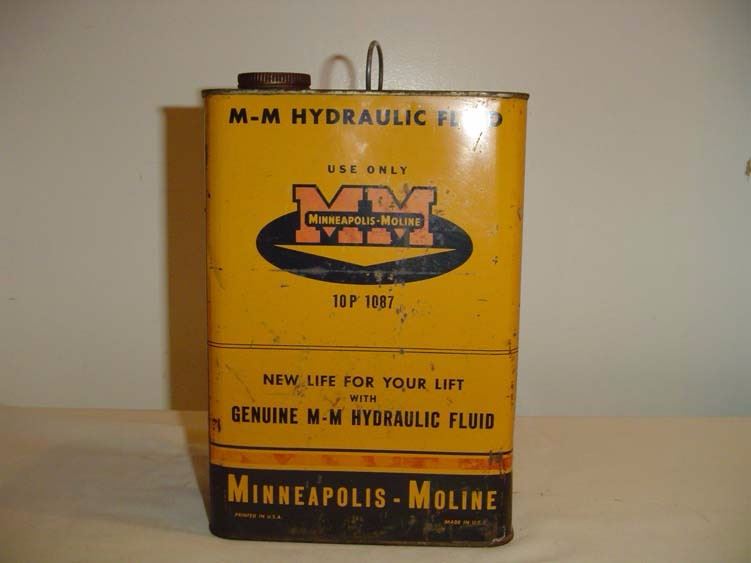 M-M HYDRAULIC FLUID
USE ONLY
MM
MINNEAPOLIS-MOLINE
10P 1087
NEW LIFE FOR YOUR LIFT
WITH
GENUINE M-M HYDRAULIC FLUID
MINNEAPOLIS - MOLINE
PRINTED IN U.S.A. MADE IN U.S.